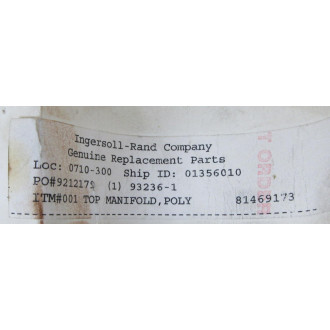 Ingersoll-Rand Company
Genuine Replacement Parts
LOC: 0710-300 Ship ID: 01356010
PO#9212179 (1) 93236-1
ITM#001 TOP MANIFOLD,POLY 81469173